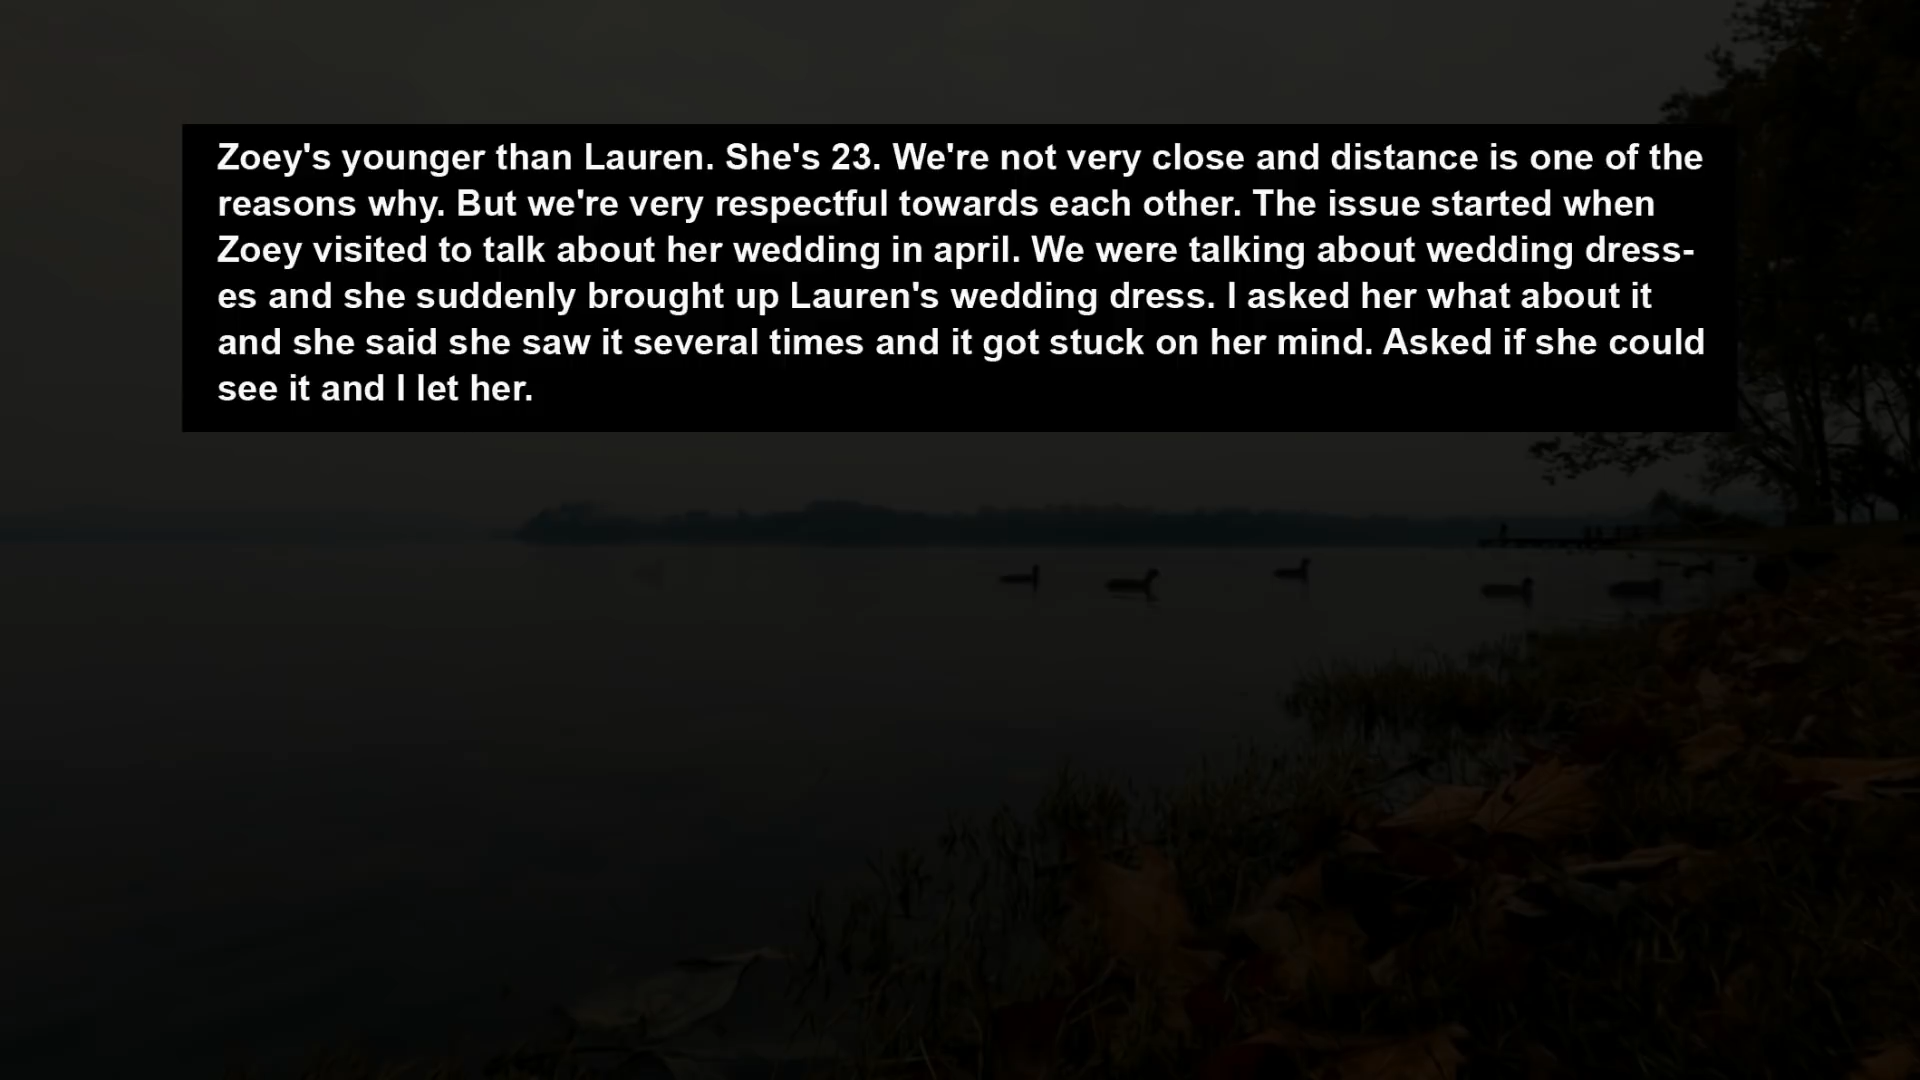 Zoey's younger than Lauren. She's 23. We're not very close and distance is one of the
reasons why. But we're very respectful towards each other. The issue started when
Zoey visited to talk about her wedding in april. We were talking about wedding dress-
es and she suddenly brought up Lauren's wedding dress. I asked her what about it
and she said she saw it several times and it got stuck on her mind. Asked if she could
see it and I let her.